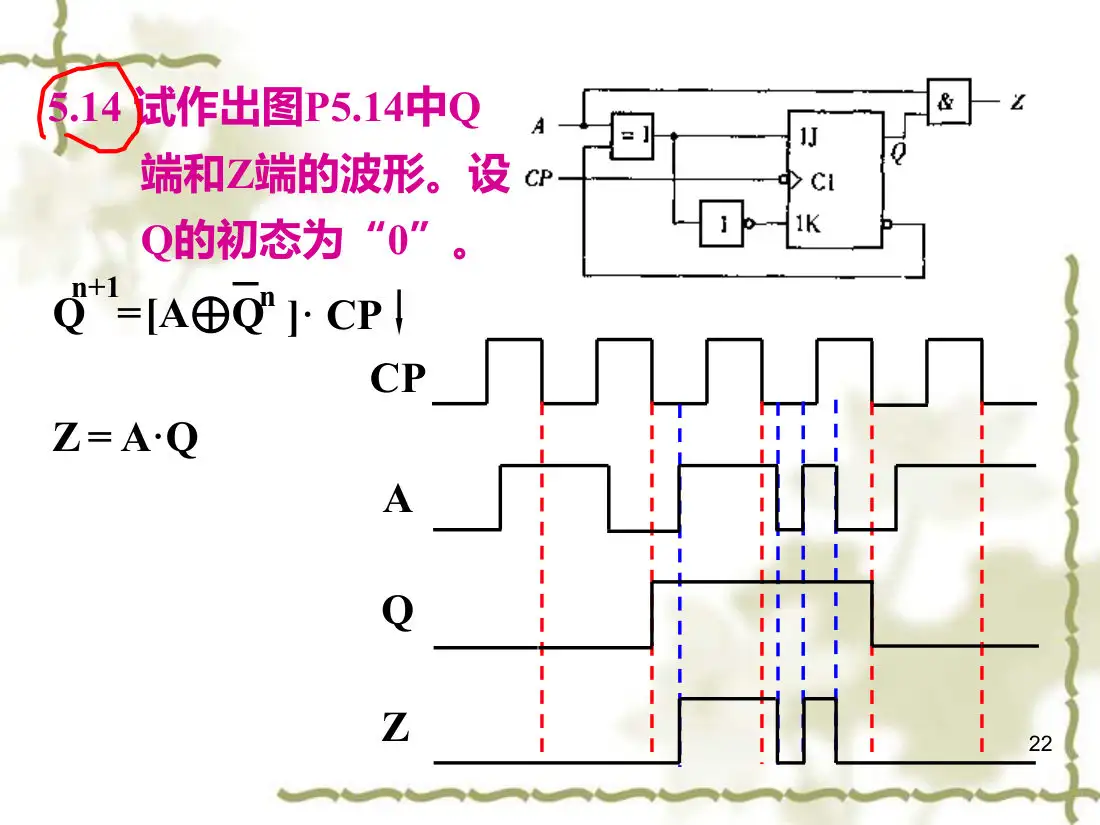 5.14 试作出图P5.14中Q
端和Z端的波形。设
Q的初态为“0”。
A
= 1
1J
Q
&
Z
CP
C1
1
1K
Qⁿ⁺¹=[A⊕Q̅ⁿ]· CP↓
CP
Z = A·Q
A
Q
Z
22